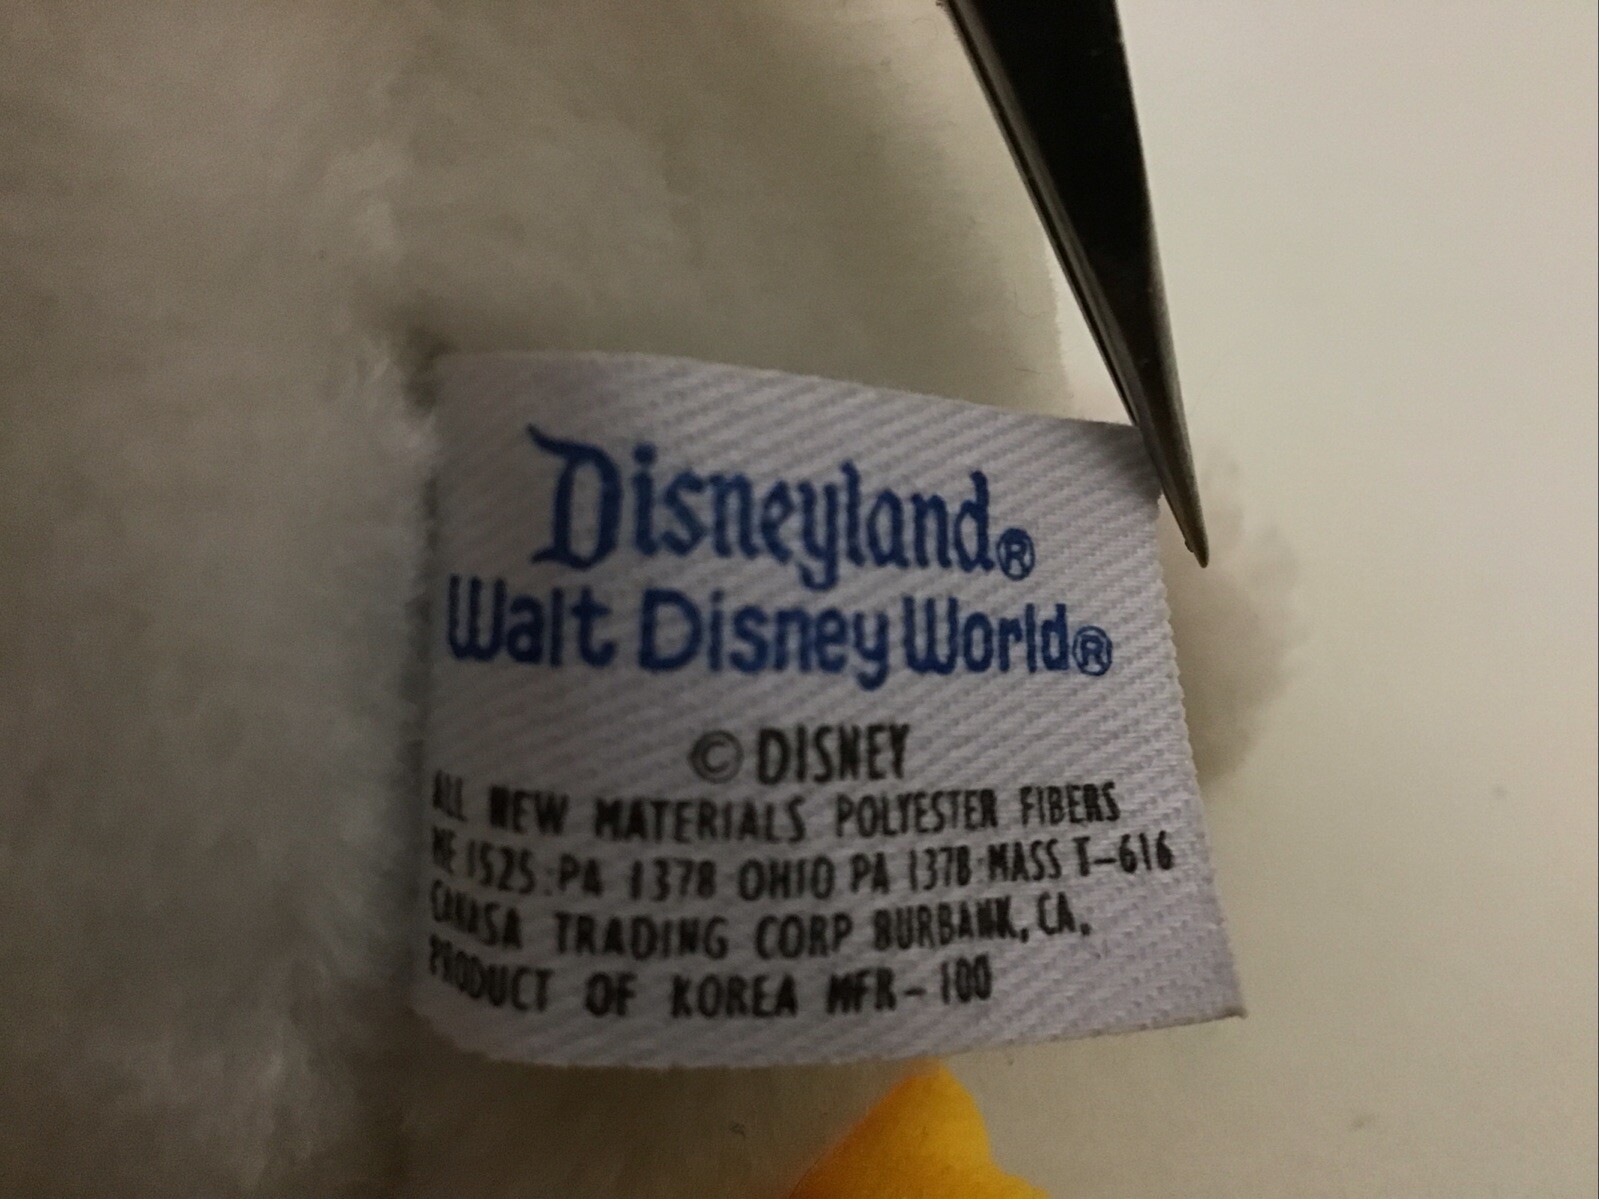 Disneyland®
Walt Disney World®
© DISNEY
ALL NEW MATERIALS POLYESTER FIBERS
ME 1525 · PA 1378 OHIO PA 1378 · MASS T-616
CANASA TRADING CORP BURBANK, CA.
PRODUCT OF KOREA MFR-100